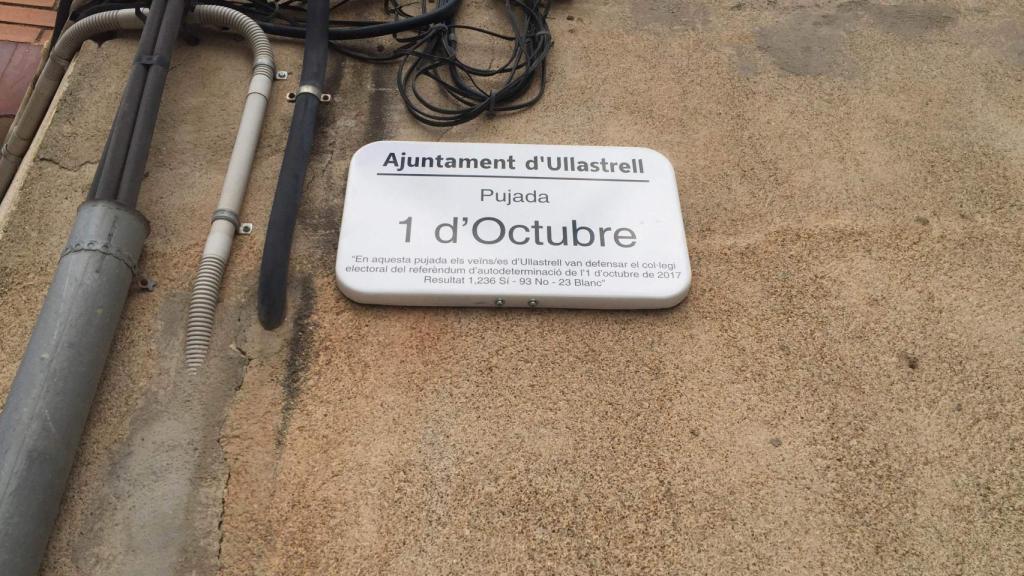 Ajuntament d'Ullastrell
Pujada
1 d'Octubre
"En aquesta pujada els veïns/es d'Ullastrell van defensar el col·legi
electoral del referèndum d'autodeterminació de l'1 d'octubre de 2017
Resultat 1,236 Sí - 93 No - 23 Blanc"